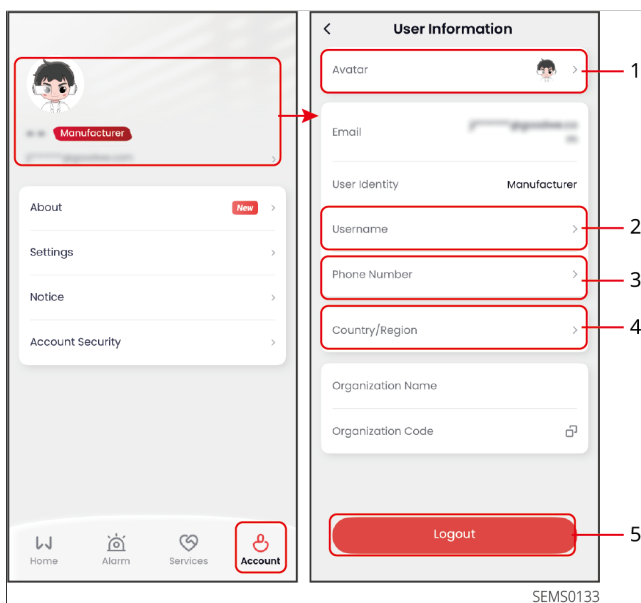 Manufacturer
About
New
Settings
Notice
Account Security
Home
Alarm
Services
Account
User Information
Avatar
1
Email
User Identity Manufacturer
Username
2
Phone Number
3
Country/Region
4
Organization Name
Organization Code
Logout
5
SEMS0133